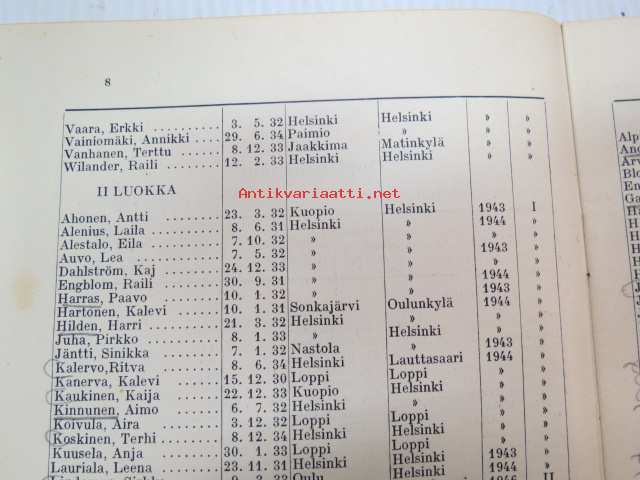 8
Vaara, Erkki .......... 3. 5. 32 Helsinki Helsinki » »
Vainiomäki, Annikki .... 29. 6. 34 Paimio » » »
Vanhanen, Terttu ...... 8. 12. 33 Jaakkima Matinkylä » »
Wilander, Raili ........ 12. 2. 33 Helsinki Helsinki » »
II LUOKKA
Antikvariaatti.net
Ahonen, Antti ........ 23. 3. 32 Kuopio Helsinki 1943 I
Alenius, Laila ........ 8. 6. 31 Helsinki » 1944 »
Alestalo, Eila ........ 7. 10. 32 » » » »
Auvo, Lea ........ 7. 5. 32 » » 1943 »
Dahlström, Kaj ........ 24. 12. 33 » » » »
Engblom, Raili ........ 30. 9. 31 » » 1944 »
Harras, Paavo ........ 10. 1. 32 » » 1943 »
Hartonen, Kalevi ...... 10. 1. 31 Sonkajärvi Oulunkylä 1944 »
Hilden, Harri ........ 21. 3. 32 Helsinki » » »
Juha, Pirkko ........ 8. 1. 33 » Helsinki » »
Jäntti, Sinikka ........ 7. 1. 32 Nastola » 1943 »
Kalervo,Ritva ........ 8. 6. 34 Helsinki Lauttasaari 1944 »
Kanerva, Kalevi ...... 15. 12. 30 Loppi Loppi » »
Kaukinen, Kaija ...... 22. 12. 33 Kuopio Helsinki » »
Kinnunen, Aimo ...... 6. 7. 32 Helsinki » » »
Koivula, Aira ........ 3. 12. 32 Loppi Loppi » »
Koskinen, Terhi ...... 8. 12. 34 Helsinki Helsinki » »
Kuusela, Anja ........ 30. 1. 33 Loppi Loppi 1943 »
Lauriala, Leena ...... 23. 11. 31 Helsinki Helsinki 1944 »
9. 3. 33 Oulu 1946 II